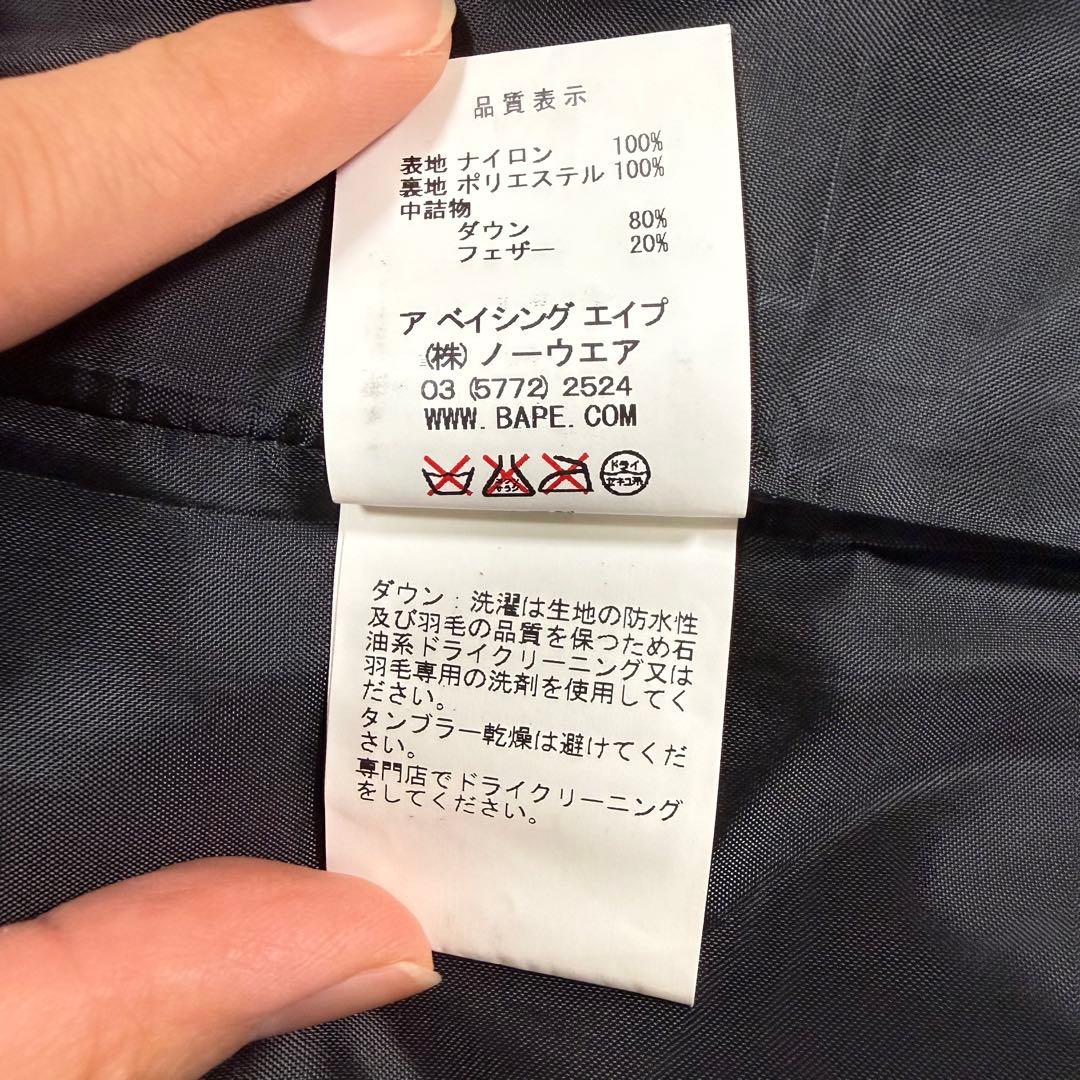 品質表示
表地 ナイロン 100%
裏地 ポリエステル 100%
中詰物
ダウン 80%
フェザー 20%
ア ベイシング エイプ
(株) ノーウエア
03 (5772) 2524
WWW. BAPE. COM
ドライ
セキユ系
ダウン : 洗濯は生地の防水性
及び羽毛の品質を保つため石
油系ドライクリーニング又は
羽毛専用の洗剤を使用してく
ださい。
タンブラー乾燥は避けてくだ
さい。
専門店でドライクリーニング
をしてください。